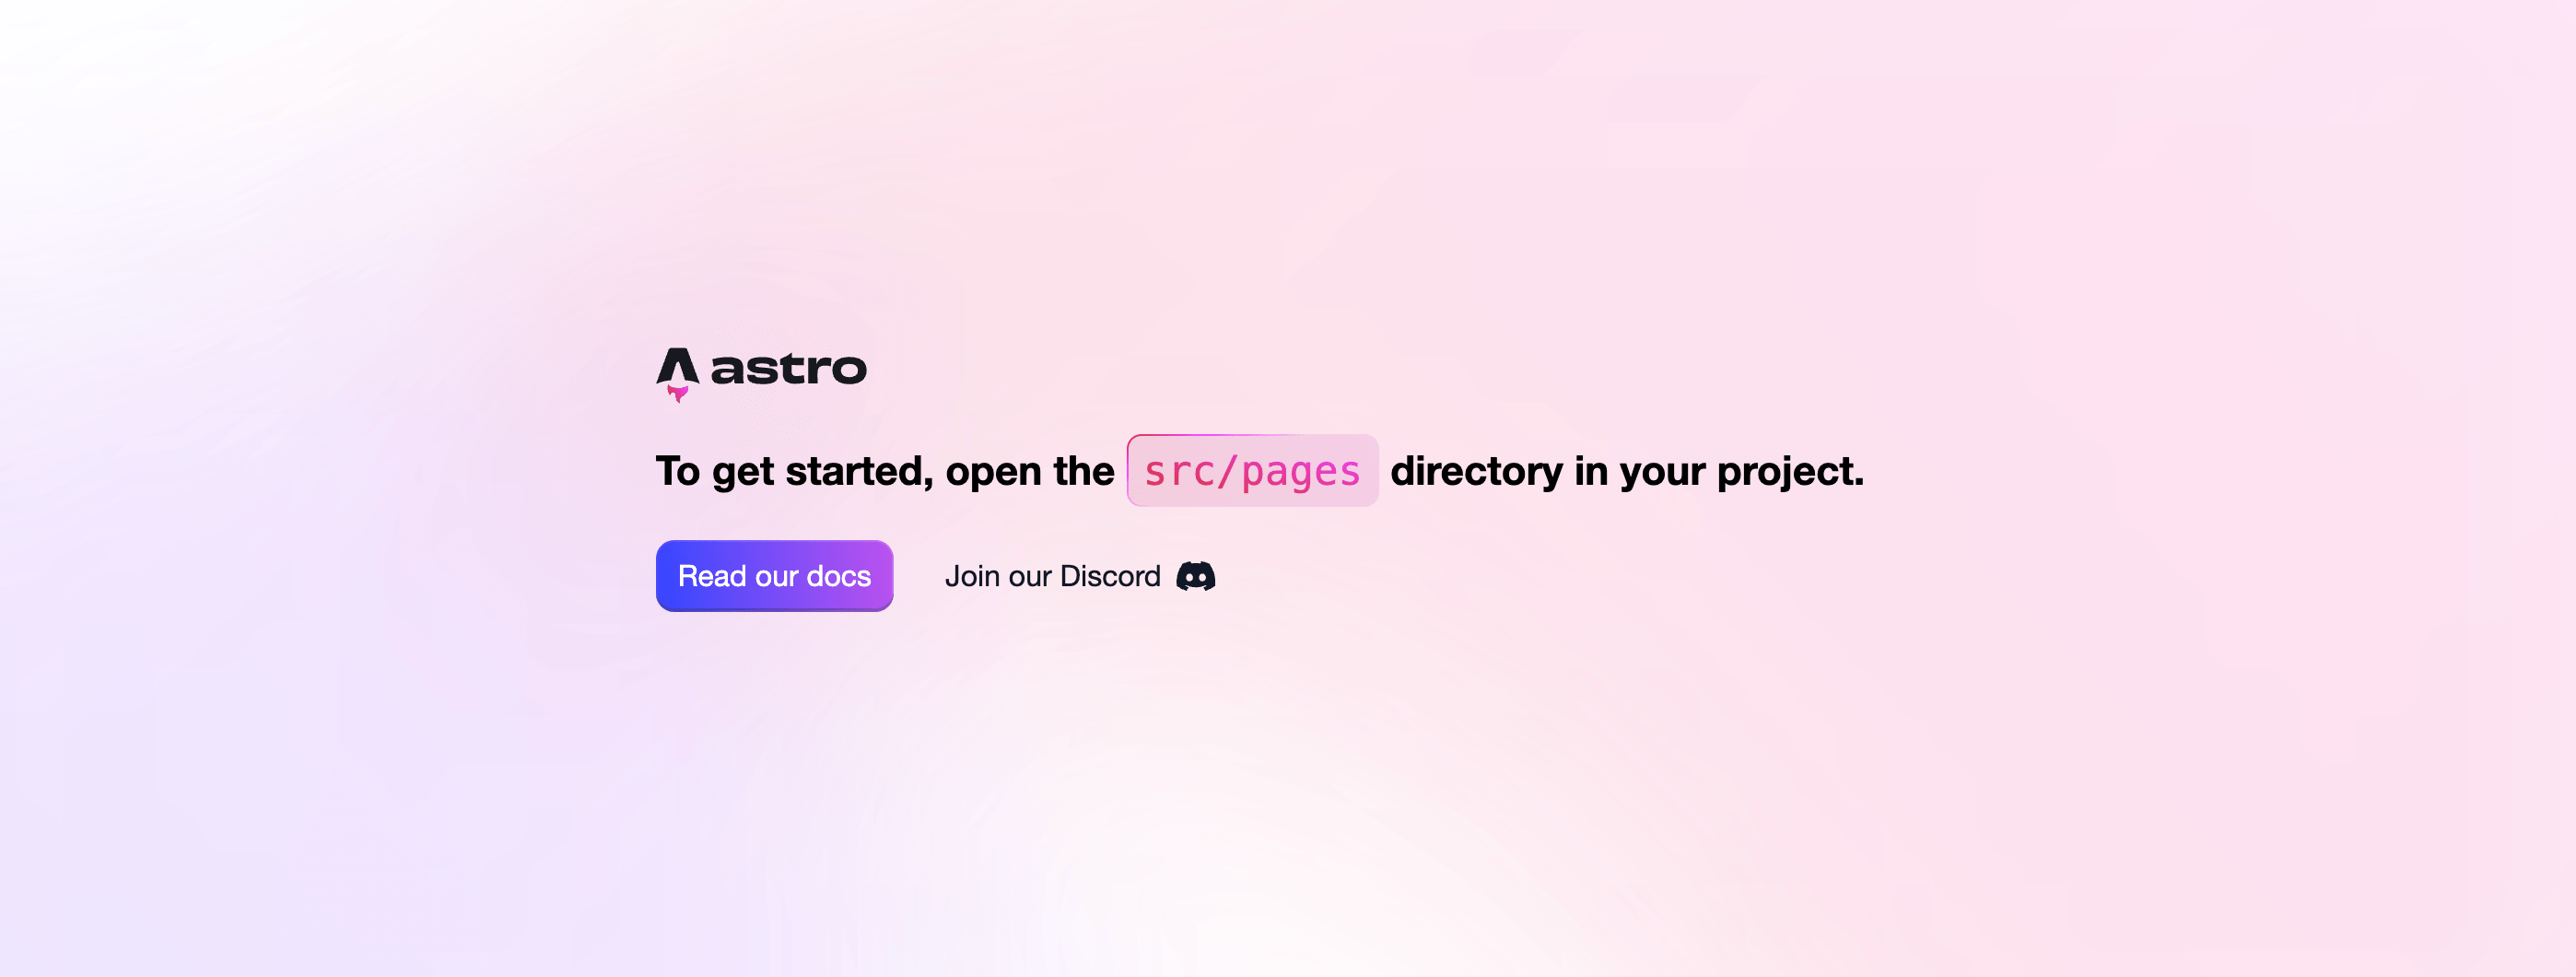 astro
To get started, open the src/pages directory in your project.
Read our docs
Join our Discord